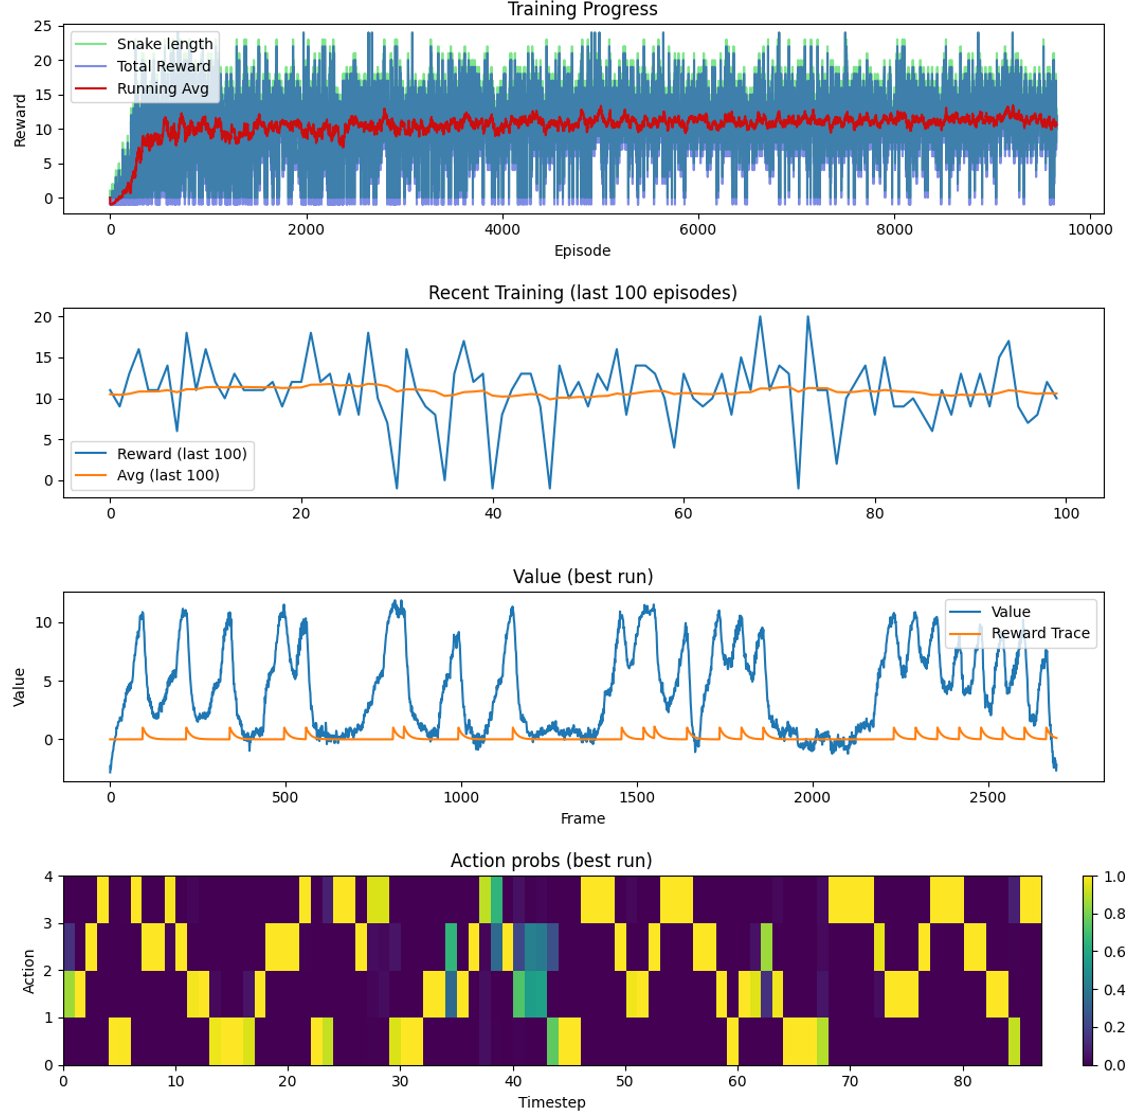 Training Progress
25
20
15
10
5
0
Reward
Snake length
Total Reward
Running Avg
0 2000 4000 6000 8000 10000
Episode
Recent Training (last 100 episodes)
20
15
10
5
0
Reward (last 100)
Avg (last 100)
0 20 40 60 80 100
Value (best run)
10
5
0
Value
Value
Reward Trace
0 500 1000 1500 2000 2500
Frame
Action probs (best run)
4
3
2
1
0
Action
0 10 20 30 40 50 60 70 80
Timestep
1.0
0.8
0.6
0.4
0.2
0.0